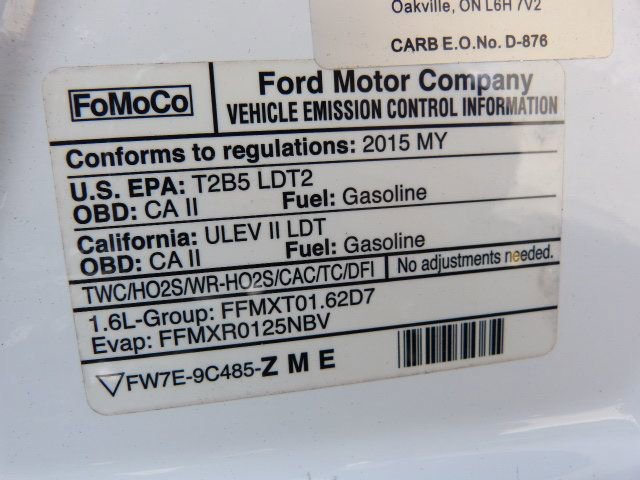 Oakville, ON L6H 7V2
CARB E.O.No. D-876
FoMoCo
Ford Motor Company
VEHICLE EMISSION CONTROL INFORMATION
Conforms to regulations: 2015 MY
U.S. EPA: T2B5 LDT2
OBD: CA II Fuel: Gasoline
California: ULEV II LDT
OBD: CA II Fuel: Gasoline
TWC/HO2S/WR-HO2S/CAC/TC/DFI No adjustments needed.
1.6L-Group: FFMXT01.62D7
Evap: FFMXR0125NBV
FW7E-9C485-ZME